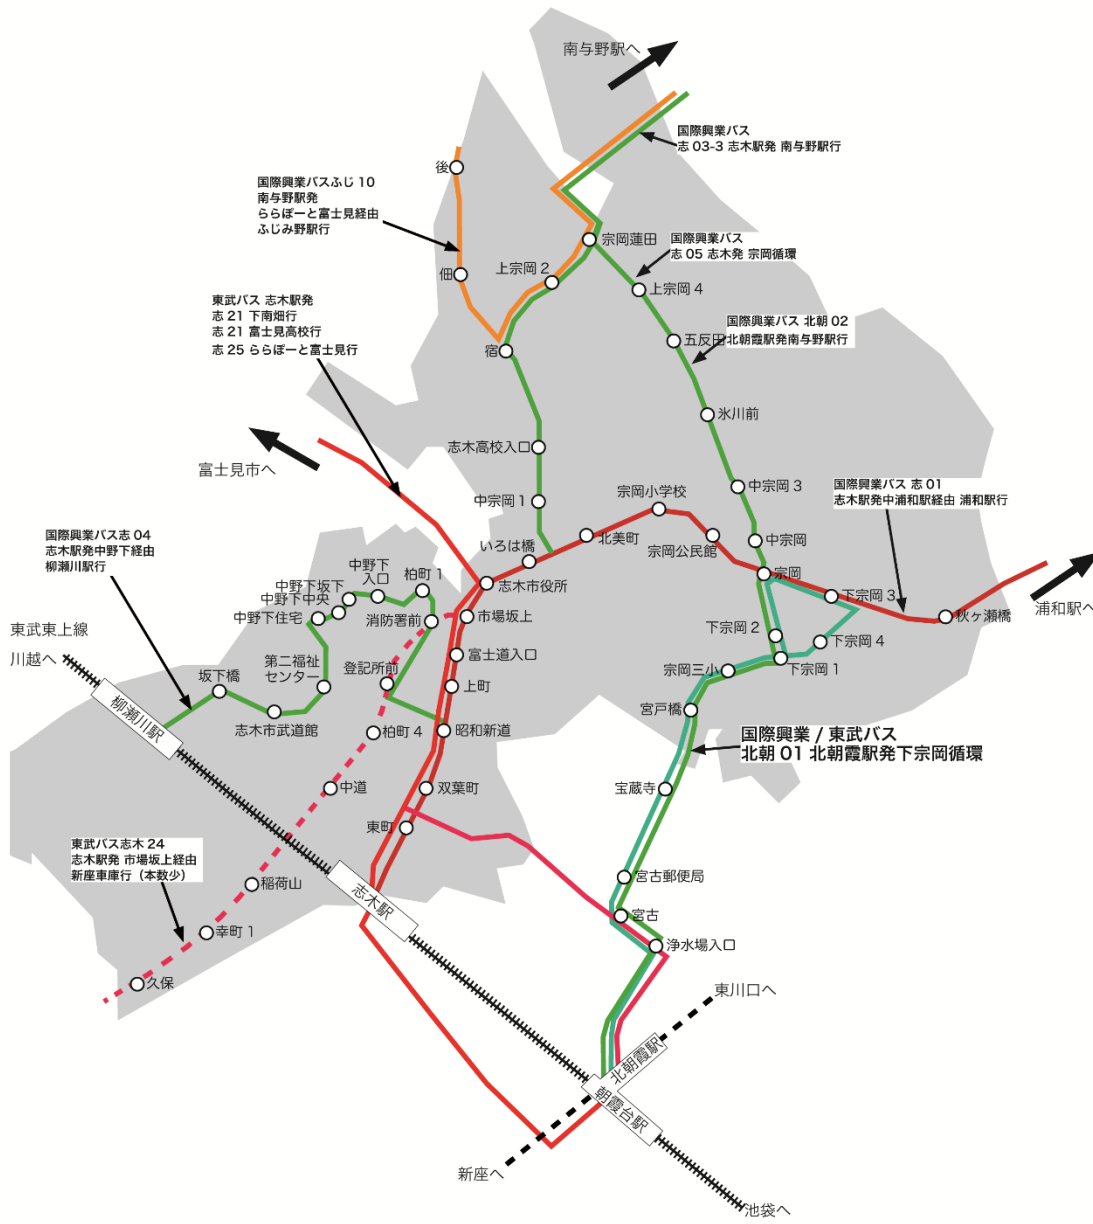 南与野駅へ
国際興業バス
志 03-3 志木駅発 南与野駅行
後
国際興業バスふじ 10
南与野駅発
ららぽーと富士見経由
ふじみ野駅行
宗岡蓮田
国際興業バス
志 05 志木発 宗岡循環
佃
上宗岡 2
上宗岡 4
東武バス 志木駅発
志 21 下南畑行
志 21 富士見高校行
志 25 ららぽーと富士見行
国際興業バス 北朝 02
北朝霞駅発南与野駅行
五反田
宿
氷川前
志木高校入口
富士見市へ
中宗岡 3
国際興業バス 志 01
志木駅発中浦和駅経由 浦和駅行
中宗岡 1
宗岡小学校
国際興業バス志 04
志木駅発中野下経由
柳瀬川駅行
いろは橋
北美町
宗岡公民館
中宗岡
中野下
入口
柏町 1
志木市役所
宗岡
中野下坂下
中野下中央
中野下住宅
下宗岡 3
浦和駅へ
消防署前
市場坂上
秋ヶ瀬橋
東武東上線
川越へ
下宗岡 2
下宗岡 4
富士道入口
第二福祉
センター
登記所前
宗岡三小
下宗岡 1
坂下橋
上町
宮戸橋
柳瀬川駅
志木市武道館
柏町 4
昭和新道
国際興業 / 東武バス
北朝 01 北朝霞駅発下宗岡循環
中道
双葉町
宝蔵寺
東町
東武バス志木 24
志木駅発 市場坂上経由
新座車庫行（本数少）
稲荷山
志木駅
宮古郵便局
宮古
幸町 1
浄水場入口
久保
東川口へ
北朝霞駅
朝霞台駅
新座へ
池袋へ